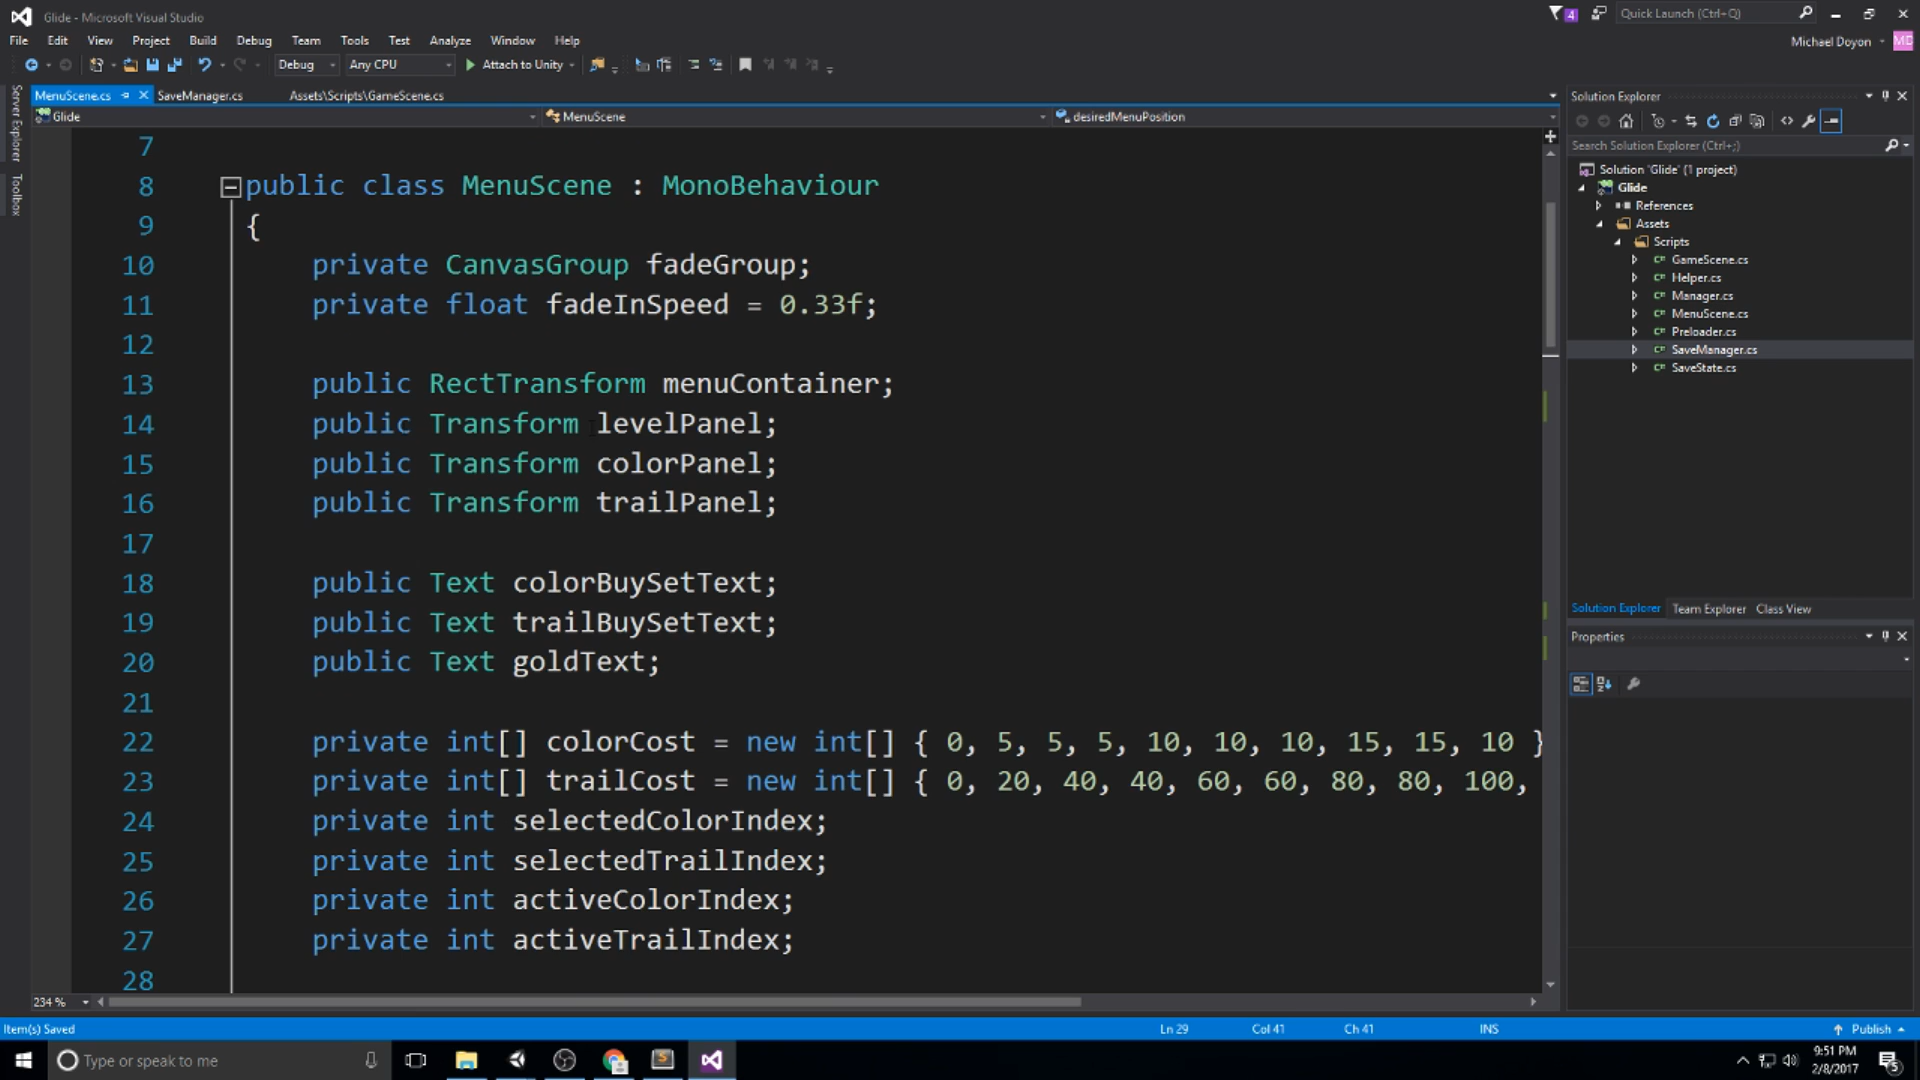 Glide - Microsoft Visual Studio
4
Quick Launch (Ctrl+Q)
File Edit View Project Build Debug Team Tools Test Analyze Window Help
Michael Doyon
MD
Debug
Any CPU
Attach to Unity
Server Explorer
Toolbox
MenuScene.cs
SaveManager.cs
Assets\Scripts\GameScene.cs
Glide
MenuScene
desiredMenuPosition
7
8 public class MenuScene : MonoBehaviour
9 {
10 private CanvasGroup fadeGroup;
11 private float fadeInSpeed = 0.33f;
12
13 public RectTransform menuContainer;
14 public Transform levelPanel;
15 public Transform colorPanel;
16 public Transform trailPanel;
17
18 public Text colorBuySetText;
19 public Text trailBuySetText;
20 public Text goldText;
21
22 private int[] colorCost = new int[] { 0, 5, 5, 5, 10, 10, 10, 15, 15, 10 }
23 private int[] trailCost = new int[] { 0, 20, 40, 40, 60, 60, 80, 80, 100,
24 private int selectedColorIndex;
25 private int selectedTrailIndex;
26 private int activeColorIndex;
27 private int activeTrailIndex;
28
234 %
Solution Explorer
Search Solution Explorer (Ctrl+;)
Solution 'Glide' (1 project)
Glide
References
Assets
Scripts
C# GameScene.cs
C# Helper.cs
C# Manager.cs
C# MenuScene.cs
C# Preloader.cs
C# SaveManager.cs
C# SaveState.cs
Solution Explorer Team Explorer Class View
Properties
Item(s) Saved
Ln 29
Col 41
Ch 41
INS
Publish
Type or speak to me
9:51 PM
2/8/2017
5